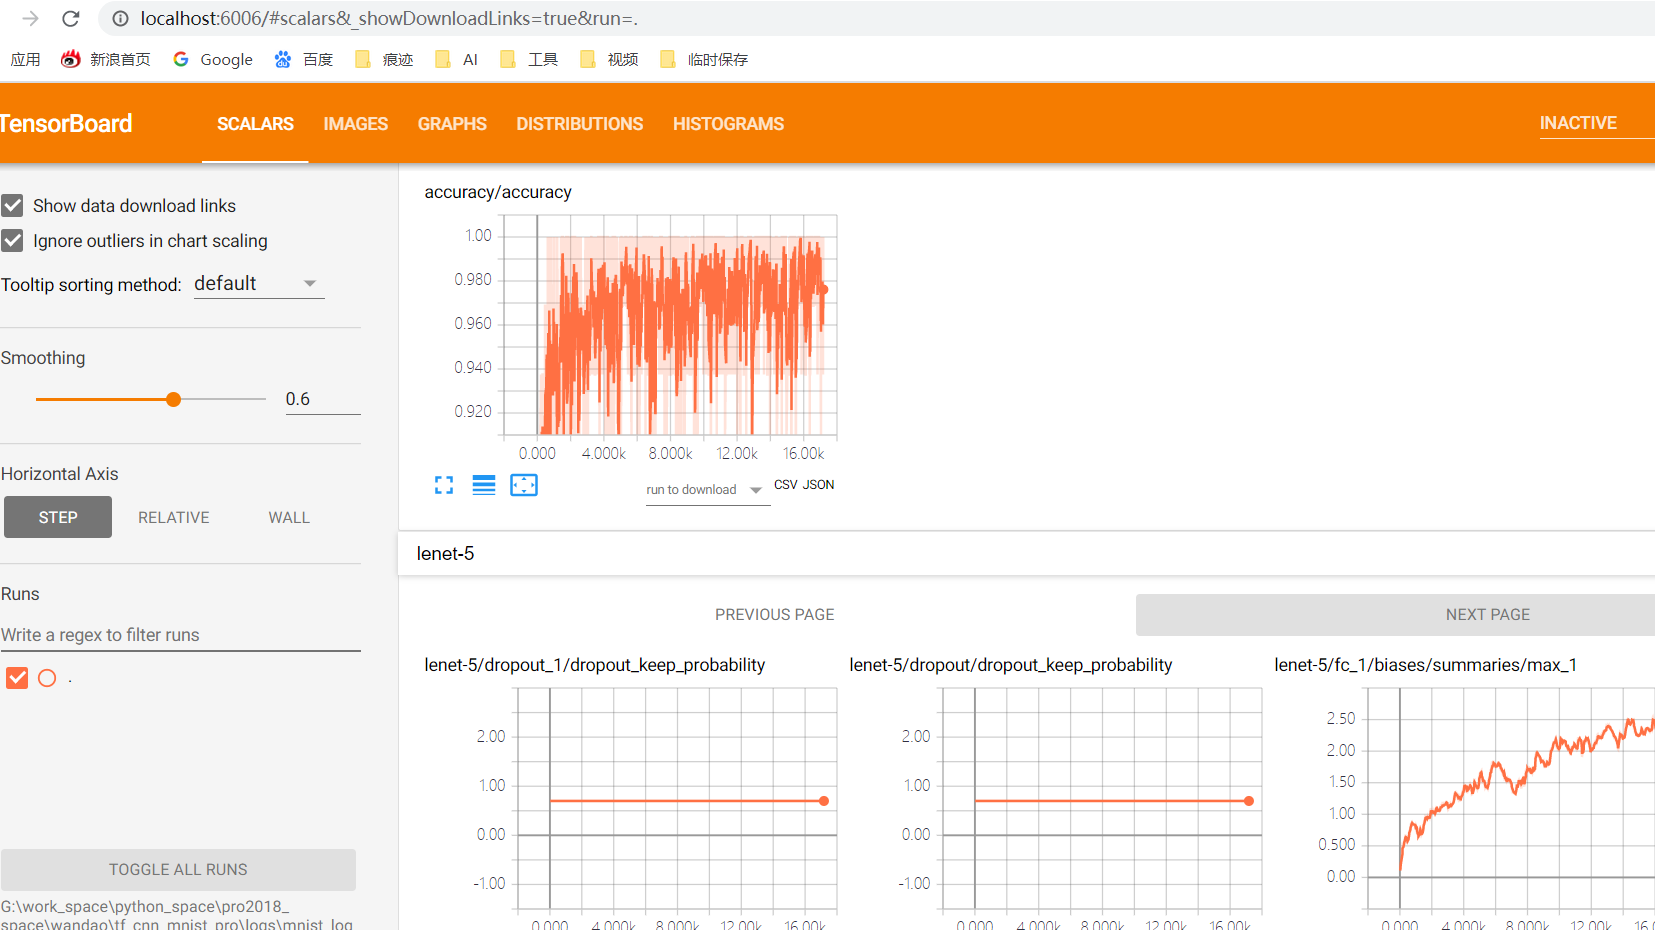 localhost:6006/#scalars&_showDownloadLinks=true&run=.
应用 新浪首页 Google 百度 痕迹 AI 工具 视频 临时保存
TensorBoard SCALARS IMAGES GRAPHS DISTRIBUTIONS HISTOGRAMS INACTIVE
Show data download links
Ignore outliers in chart scaling
Tooltip sorting method: default
Smoothing
0.6
Horizontal Axis
STEP RELATIVE WALL
Runs
Write a regex to filter runs
.
TOGGLE ALL RUNS
G:\work_space\python_space\pro2018_
space\wandao\tf_cnn_mnist_pro\logs\mnist_log
accuracy/accuracy
1.00
0.980
0.960
0.940
0.920
0.000 4.000k 8.000k 12.00k 16.00k
run to download CSV JSON
lenet-5
PREVIOUS PAGE NEXT PAGE
lenet-5/dropout_1/dropout_keep_probability
2.00
1.00
0.00
-1.00
0.000 4.000k 8.000k 12.00k 16.00k
lenet-5/dropout/dropout_keep_probability
2.00
1.00
0.00
-1.00
0.000 4.000k 8.000k 12.00k 16.00k
lenet-5/fc_1/biases/summaries/max_1
2.50
2.00
1.50
1.00
0.500
0.00
0.000 4.000k 8.000k 12.00k